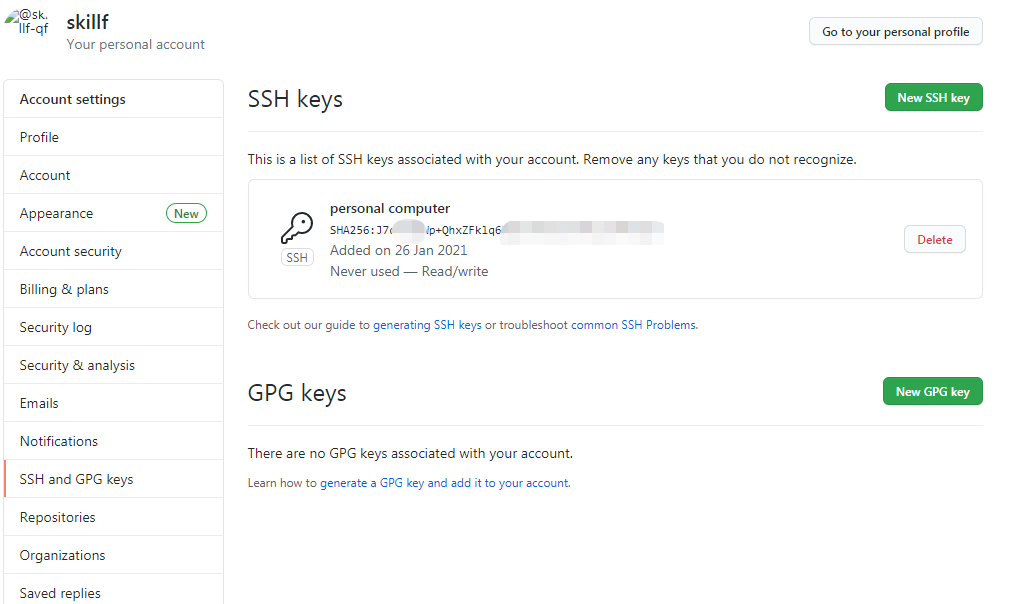 @sk.
llf-qf
skillf
Your personal account
Go to your personal profile
Account settings
Profile
Account
Appearance New
Account security
Billing & plans
Security log
Security & analysis
Emails
Notifications
SSH and GPG keys
Repositories
Organizations
Saved replies
SSH keys
New SSH key
This is a list of SSH keys associated with your account. Remove any keys that you do not recognize.
SSH
personal computer
SHA256:J7 p+QhxZFk1q6
Added on 26 Jan 2021
Never used — Read/write
Delete
Check out our guide to generating SSH keys or troubleshoot common SSH Problems.
GPG keys
New GPG key
There are no GPG keys associated with your account.
Learn how to generate a GPG key and add it to your account.